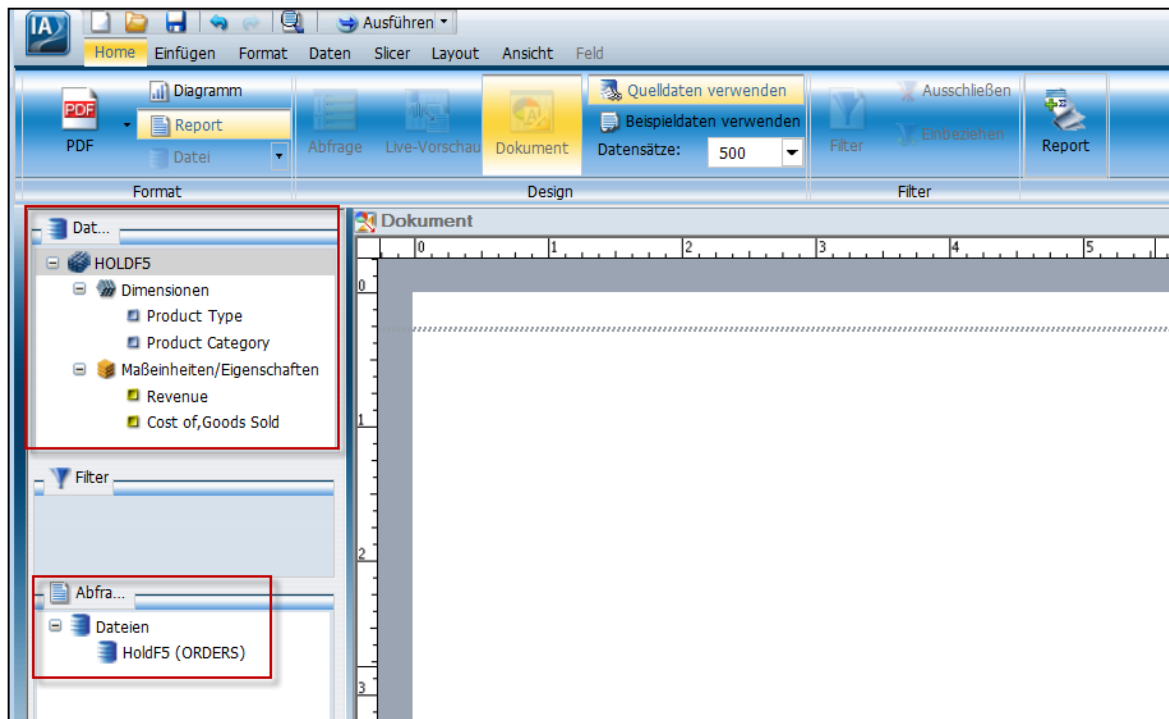 IA
Ausführen
Home Einfügen Format Daten Slicer Layout Ansicht Feld
PDF
PDF
Diagramm
Report
Datei
Format
Abfrage Live-Vorschau Dokument
Quelldaten verwenden
Beispieldaten verwenden
Datensätze: 500
Design
Filter
Ausschließen
Einbeziehen
Filter
Report
Dat...
HOLDF5
Dimensionen
Product Type
Product Category
Maßeinheiten/Eigenschaften
Revenue
Cost of,Goods Sold
Filter
Abfra...
Dateien
HoldF5 (ORDERS)
Dokument
0 1 2 3 4 5
0
1
2
3